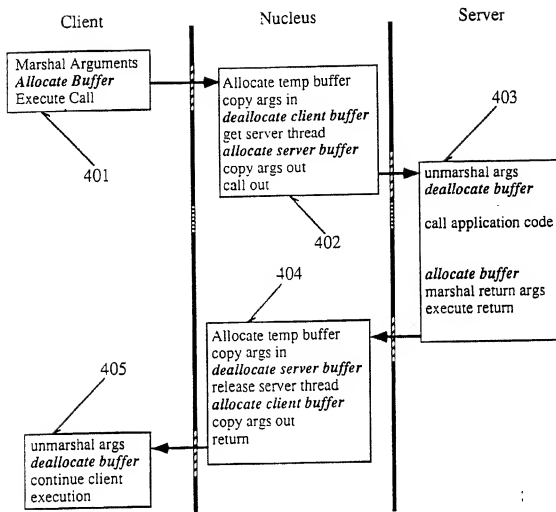 Client
Nucleus
Server
Marshal Arguments
Allocate Buffer
Execute Call
401
Allocate temp buffer
copy args in
deallocate client buffer
get server thread
allocate server buffer
copy args out
call out
402
403
unmarshal args
deallocate buffer
call application code
allocate buffer
marshal return args
execute return
404
Allocate temp buffer
copy args in
deallocate server buffer
release server thread
allocate client buffer
copy args out
return
405
unmarshal args
deallocate buffer
continue client
execution